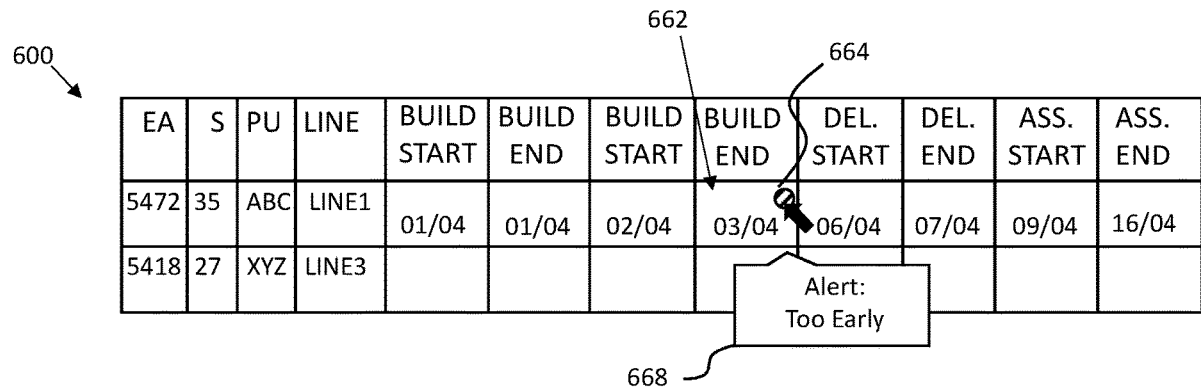 662
600
664
EA S PU LINE BUILD START BUILD END BUILD START BUILD END DEL. START DEL. END ASS. START ASS. END
5472 35 ABC LINE1 01/04 01/04 02/04 03/04 06/04 07/04 09/04 16/04
5418 27 XYZ LINE3
Alert:
Too Early
668